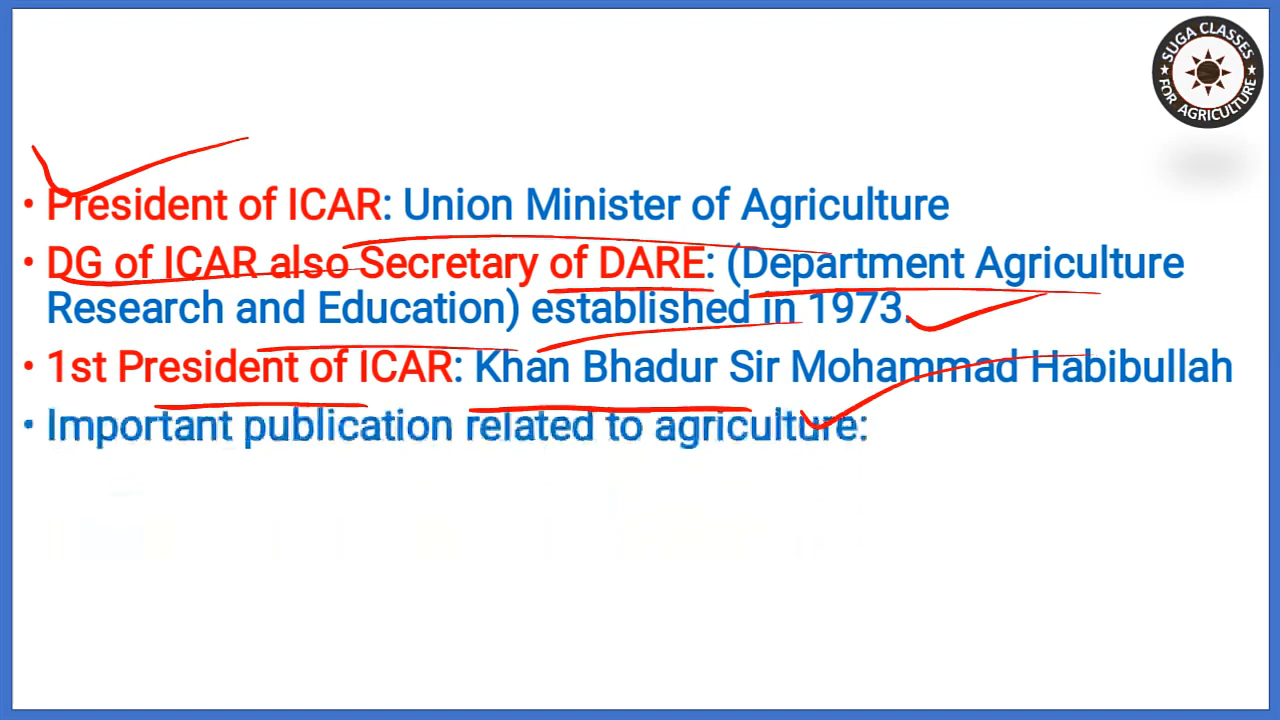 SUGA CLASSES
FOR AGRICULTURE
• President of ICAR: Union Minister of Agriculture
• DG of ICAR also Secretary of DARE: (Department Agriculture
Research and Education) established in 1973.
• 1st President of ICAR: Khan Bhadur Sir Mohammad Habibullah
• Important publication related to agriculture: